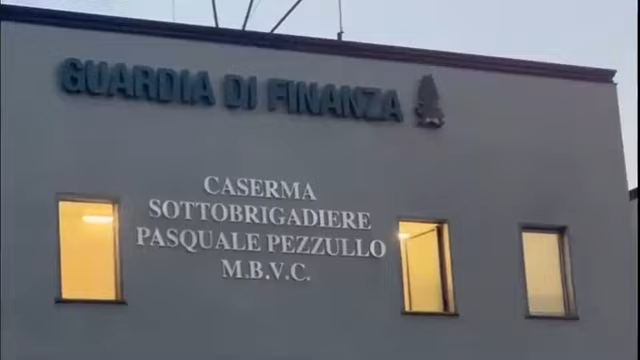 GUARDIA DI FINANZA
CASERMA
SOTTOBRIGADIERE
PASQUALE PEZZULLO
M.B.V.C.